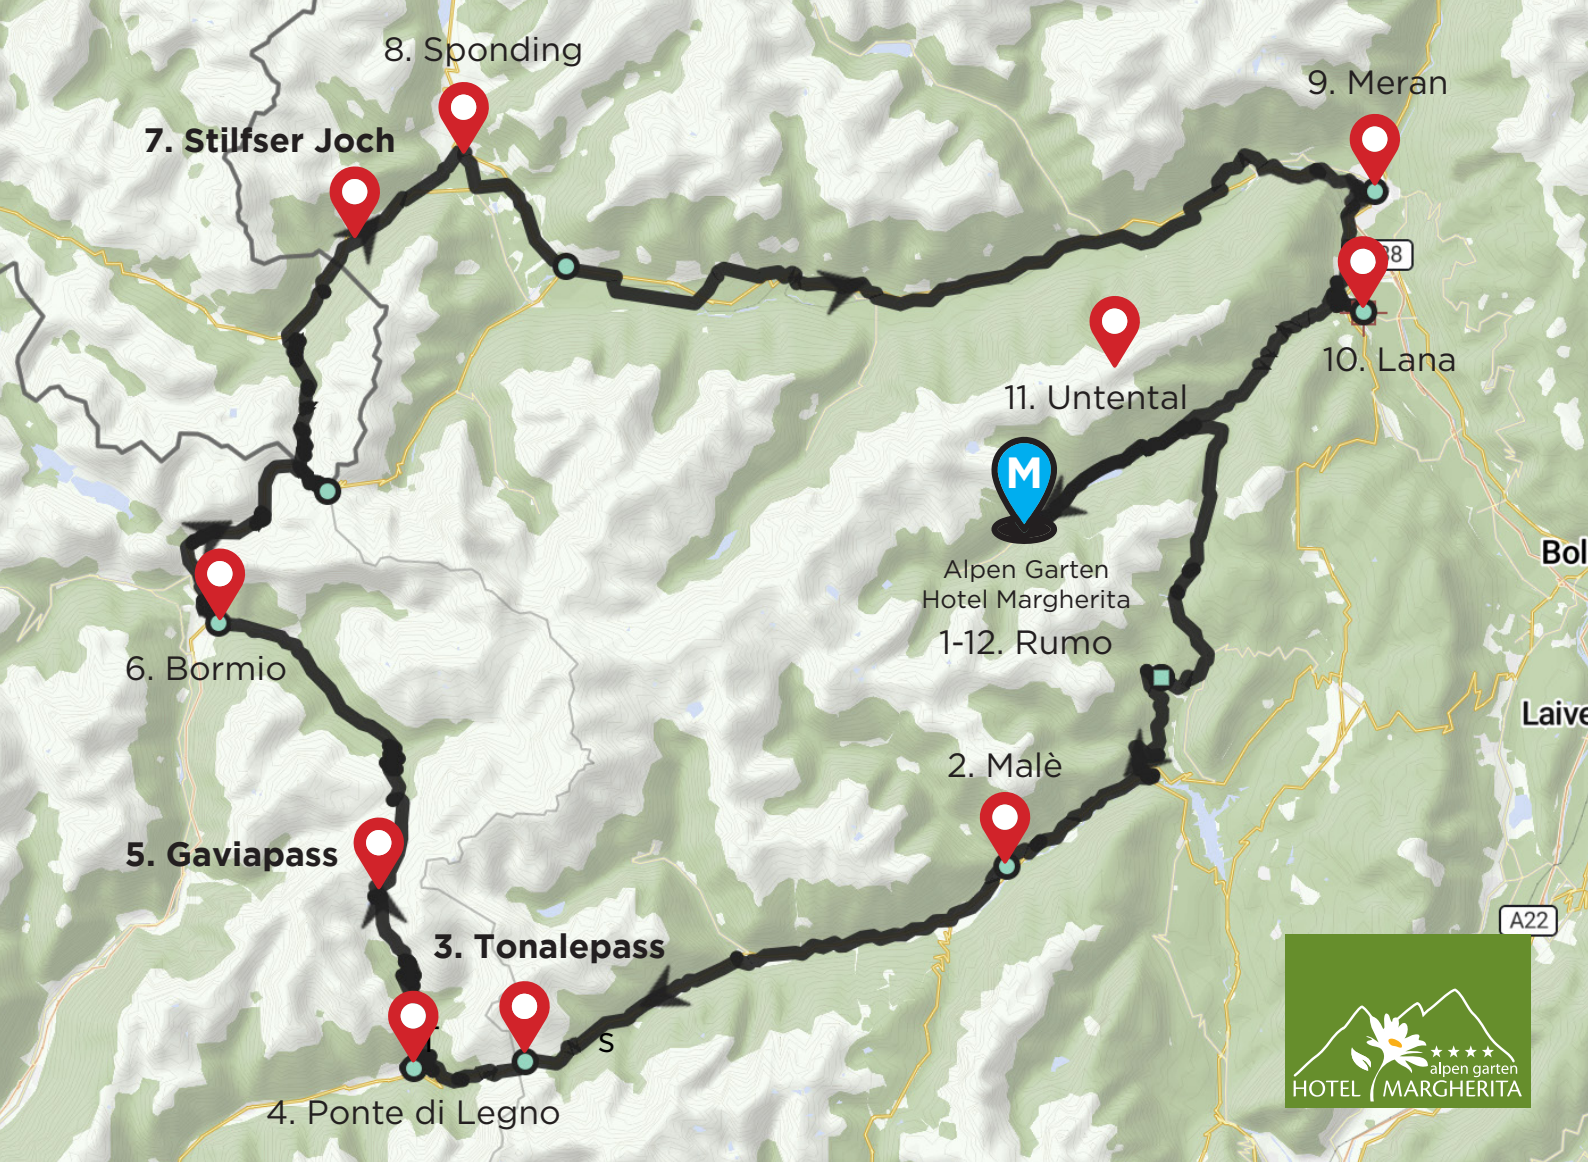 8. Sponding
9. Meran
7. Stilfser Joch
38
10. Lana
11. Untental
M
Alpen Garten
Hotel Margherita
1-12. Rumo
Bol
6. Bormio
Laive
2. Malè
5. Gaviapass
A22
3. Tonalepass
S
4. Ponte di Legno
★★★★
alpen garten
HOTEL MARGHERITA